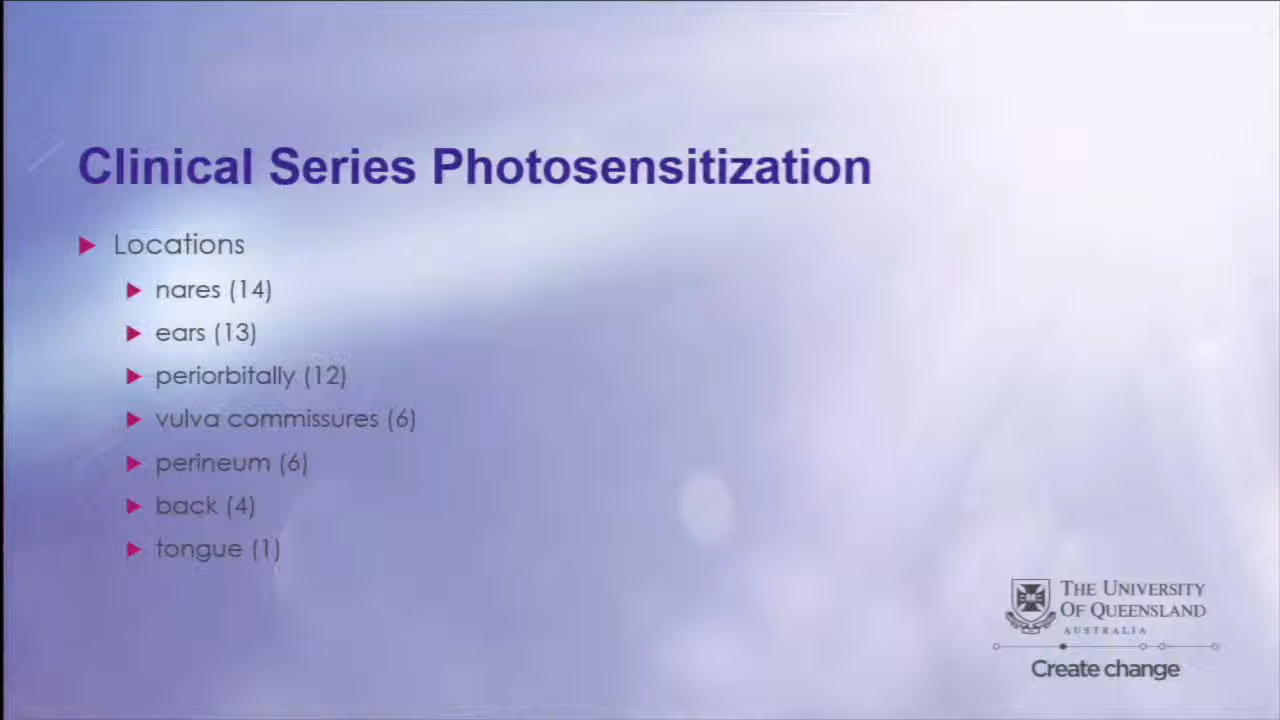 Clinical Series Photosensitization
Locations
nares (14)
ears (13)
periorbitally (12)
vulva commissures (6)
perineum (6)
back (4)
tongue (1)
THE UNIVERSITY
OF QUEENSLAND
AUSTRALIA
Create change